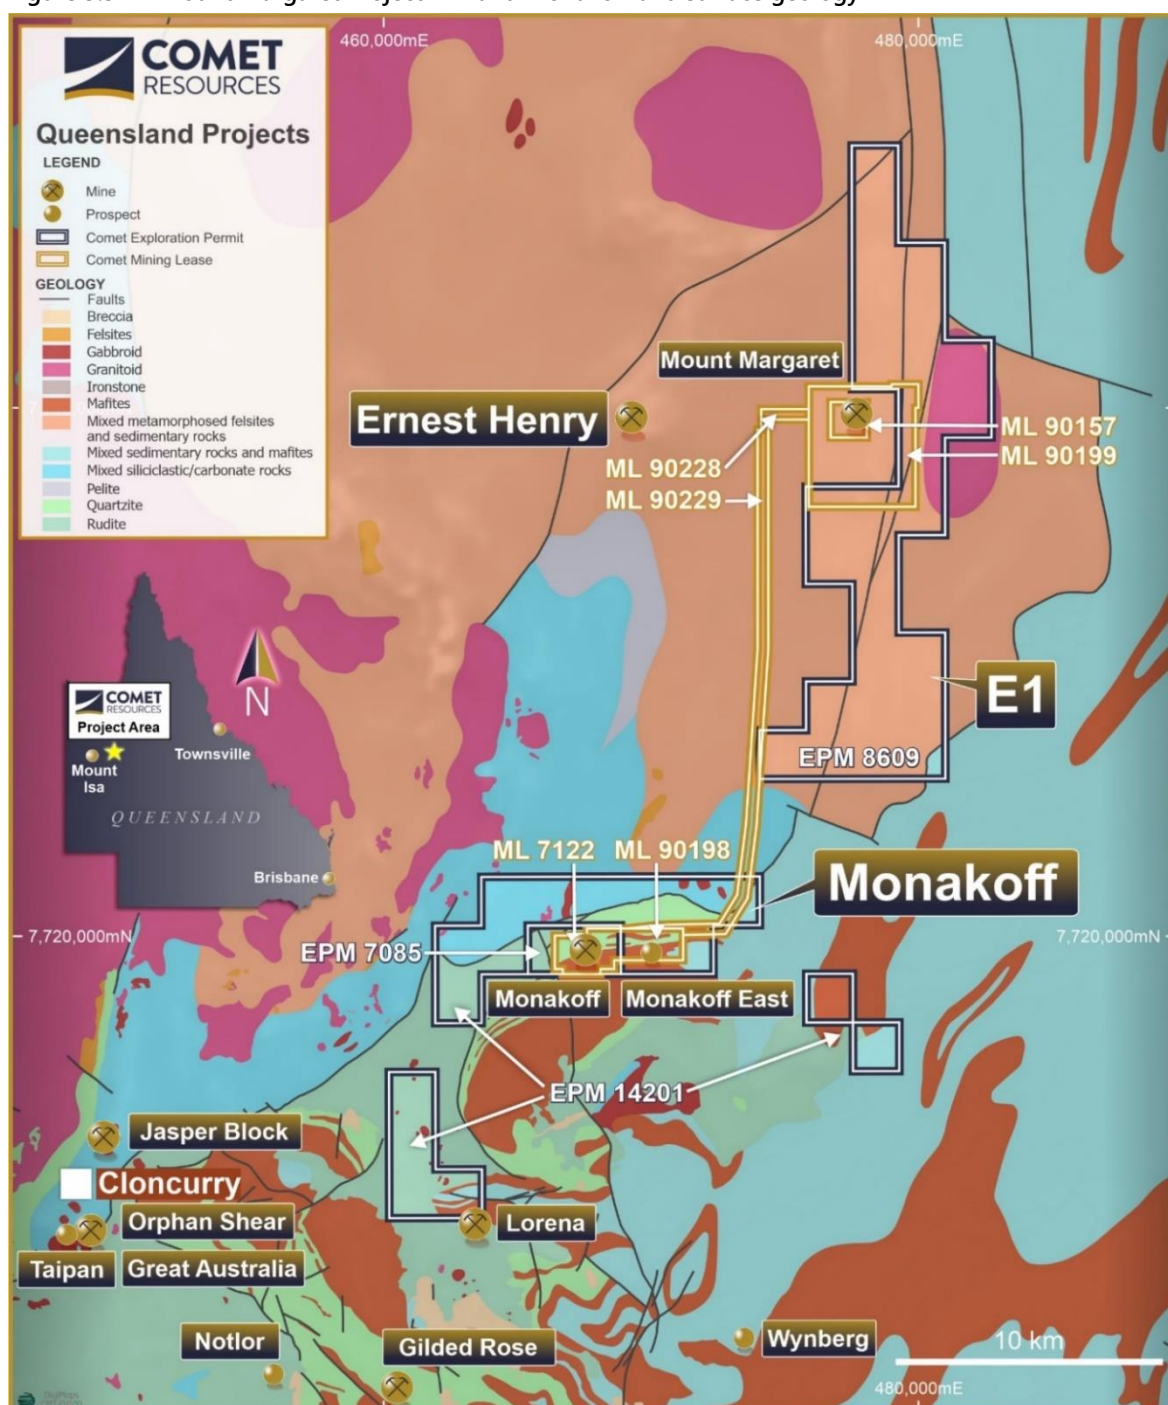 COMET
RESOURCES
Queensland Projects
LEGEND
Mine
Prospect
Comet Exploration Permit
Comet Mining Lease
GEOLOGY
Faults
Breccia
Felsites
Gabbroid
Granitoid
Ironstone
Mafites
Mixed metamorphosed felsites
and sedimentary rocks
Mixed sedimentary rocks and mafites
Mixed siliciclastic/carbonate rocks
Pelite
Quartzite
Rudite
460,000mE
480,000mE
Mount Margaret
Ernest Henry
ML 90157
ML 90199
ML 90228
ML 90229
E1
EPM 8609
N
COMET
RESOURCES
Project Area
Townsville
Mount
Isa
QUEENSLAND
Brisbane
ML 7122
ML 90198
Monakoff
7,720,000mN
7,720,000mN
EPM 7085
Monakoff
Monakoff East
EPM 14201
Jasper Block
Cloncurry
Orphan Shear
Lorena
Taipan
Great Australia
Notlor
Gilded Rose
Wynberg
10 km
480,000mE